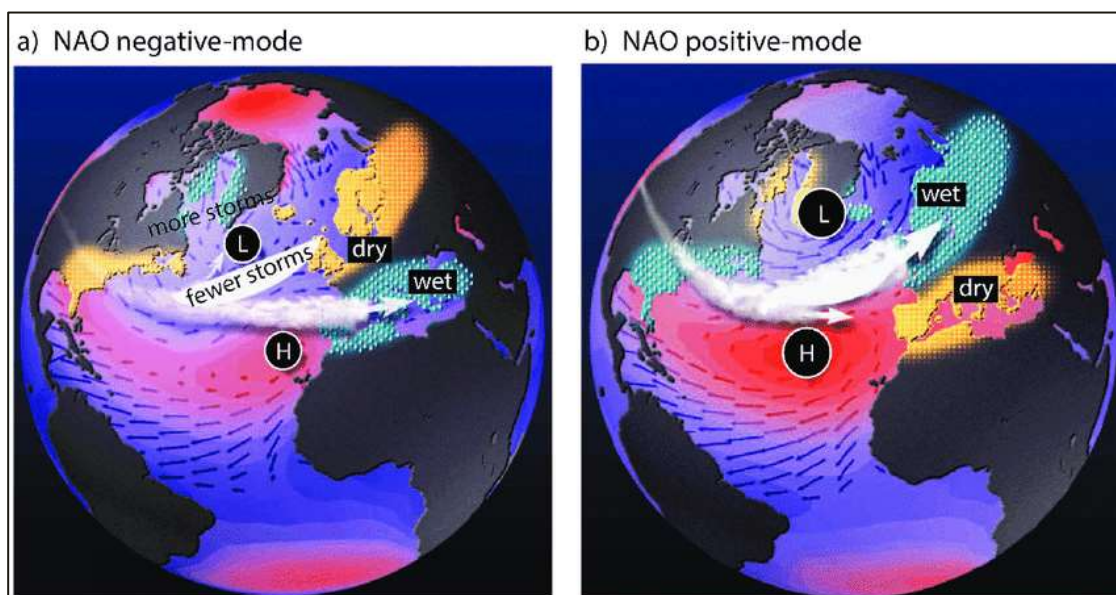 a) NAO negative-mode
more storms
L
fewer storms
dry
wet
H
b) NAO positive-mode
L
wet
dry
H